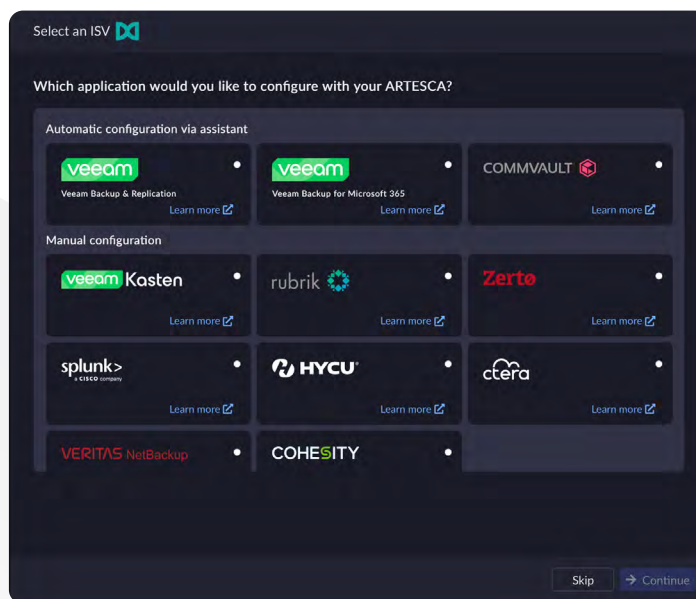 Select an ISV
Which application would you like to configure with your ARTESCA?
Automatic configuration via assistant
veeam
Veeam Backup & Replication
Learn more
veeam
Veeam Backup for Microsoft 365
Learn more
COMMVAULT
Learn more
Manual configuration
veeam Kasten
Learn more
rubrik
Learn more
Zerto
Learn more
splunk>
a CISCO company
Learn more
HYCU
Learn more
ctera
Learn more
VERITAS NetBackup
COHESITY
Skip
Continue